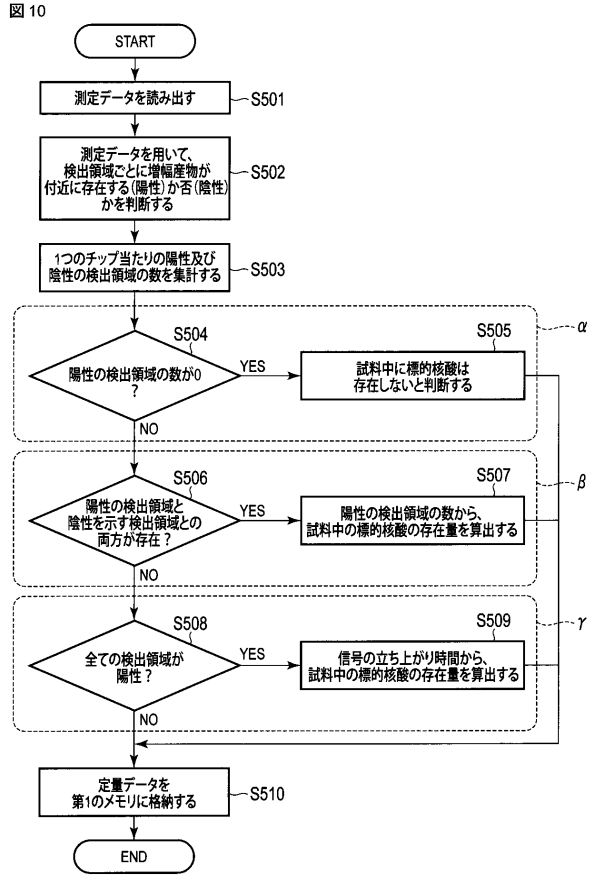 図10
START
測定データを読み出す
S501
測定データを用いて、
検出領域ごとに増幅産物が
付近に存在する(陽性)か否(陰性)
かを判断する
S502
1つのチップ当たりの陽性及び
陰性の検出領域の数を集計する
S503
α
S504
陽性の検出領域の数が0
?
YES
NO
S505
試料中に標的核酸は
存在しないと判断する
β
S506
陽性の検出領域と
陰性を示す検出領域との
両方が存在?
YES
NO
S507
陽性の検出領域の数から、
試料中の標的核酸の存在量を算出する
γ
S508
全ての検出領域が
陽性?
YES
NO
S509
信号の立ち上がり時間から、
試料中の標的核酸の存在量を算出する
定量データを
第1のメモリに格納する
S510
END